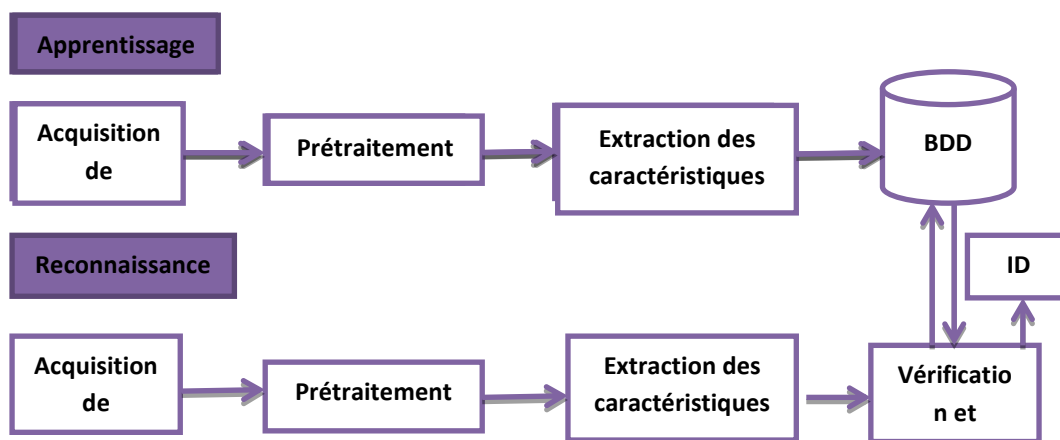 Apprentissage
Acquisition
de
Prétraitement
Extraction des
caractéristiques
BDD
Reconnaissance
ID
Acquisition
de
Prétraitement
Extraction des
caractéristiques
Vérificatio
n et